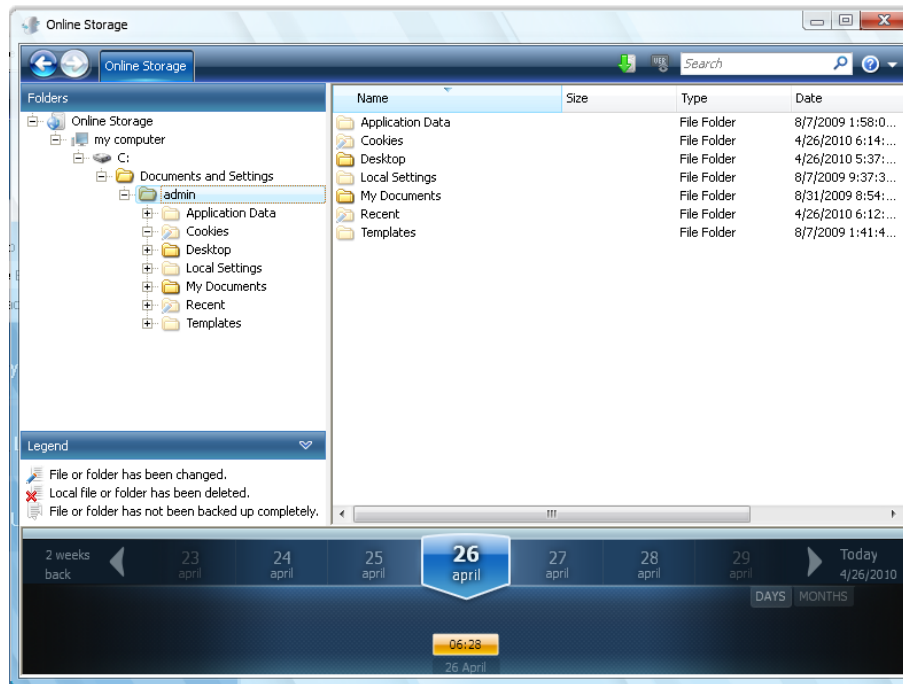 Online Storage
Online Storage
VER
Search
Folders
Name Size Type Date
Online Storage
my computer
C:
Documents and Settings
admin
Application Data
Cookies
Desktop
Local Settings
My Documents
Recent
Templates
Application Data File Folder 8/7/2009 1:58:0...
Cookies File Folder 4/26/2010 6:14:...
Desktop File Folder 4/26/2010 5:37:...
Local Settings File Folder 8/7/2009 9:37:3...
My Documents File Folder 8/31/2009 8:54:...
Recent File Folder 4/26/2010 6:12:...
Templates File Folder 8/7/2009 1:41:4...
Legend
File or folder has been changed.
Local file or folder has been deleted.
File or folder has not been backed up completely.
2 weeks
back
23
april
24
april
25
april
26
april
27
april
28
april
29
april
Today
4/26/2010
DAYS MONTHS
06:28
26 April